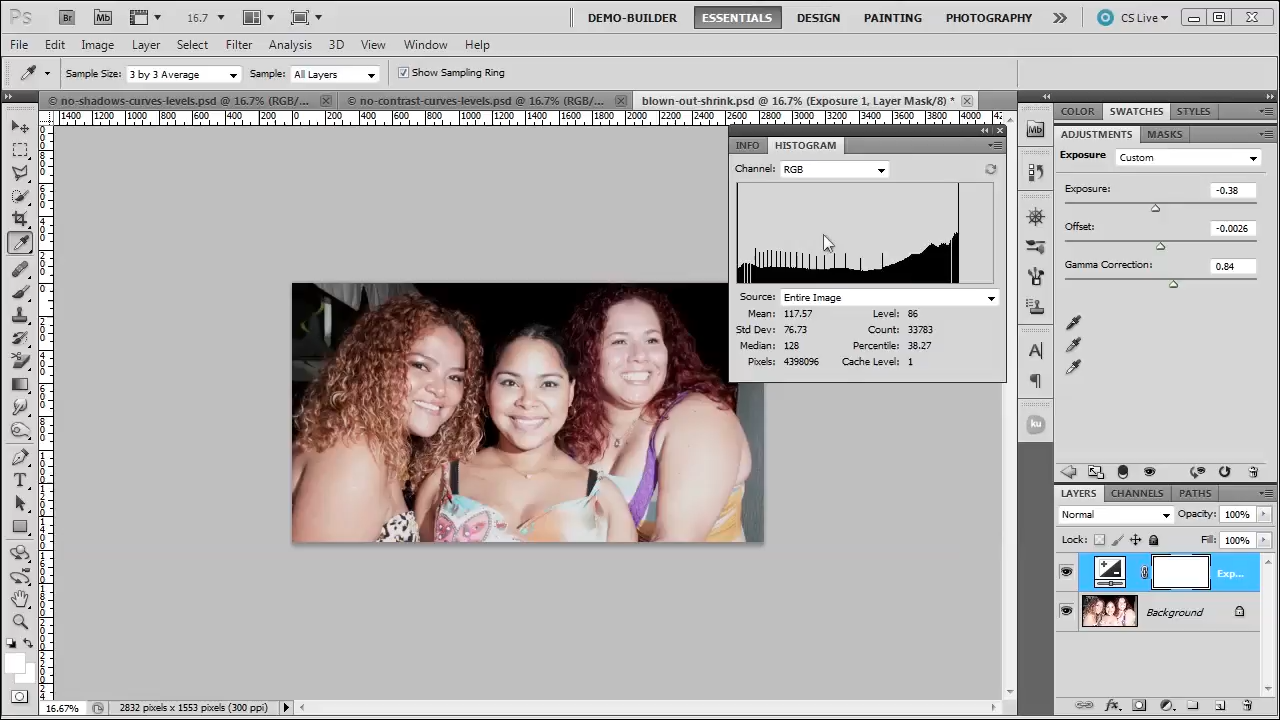 Ps Br Mb 16.7 DEMO-BUILDER ESSENTIALS DESIGN PAINTING PHOTOGRAPHY CS Live
File Edit Image Layer Select Filter Analysis 3D View Window Help
Sample Size: 3 by 3 Average Sample: All Layers Show Sampling Ring
© no-shadows-curves-levels.psd @ 16.7% (RGB/... © no-contrast-curves-levels.psd @ 16.7% (RGB/... blown-out-shrink.psd @ 16.7% (Exposure 1, Layer Mask/8) *
1400 1200 1000 800 600 400 200 0 200 400 600 800 1000 1200 1400 1600 1800 2000 2200 2400 2600 2800 3000 3200 3400 3600 3800 4000
INFO HISTOGRAM
Channel: RGB
Source: Entire Image
Mean: 117.57 Level: 86
Std Dev: 76.73 Count: 33783
Median: 128 Percentile: 38.27
Pixels: 4398096 Cache Level: 1
Mb
A
ku
COLOR SWATCHES STYLES
ADJUSTMENTS MASKS
Exposure Custom
Exposure: -0.38
Offset: -0.0026
Gamma Correction: 0.84
LAYERS CHANNELS PATHS
Normal Opacity: 100%
Lock: Fill: 100%
Exp...
Background
T
16.67% 2832 pixels x 1553 pixels (300 ppi)
fx